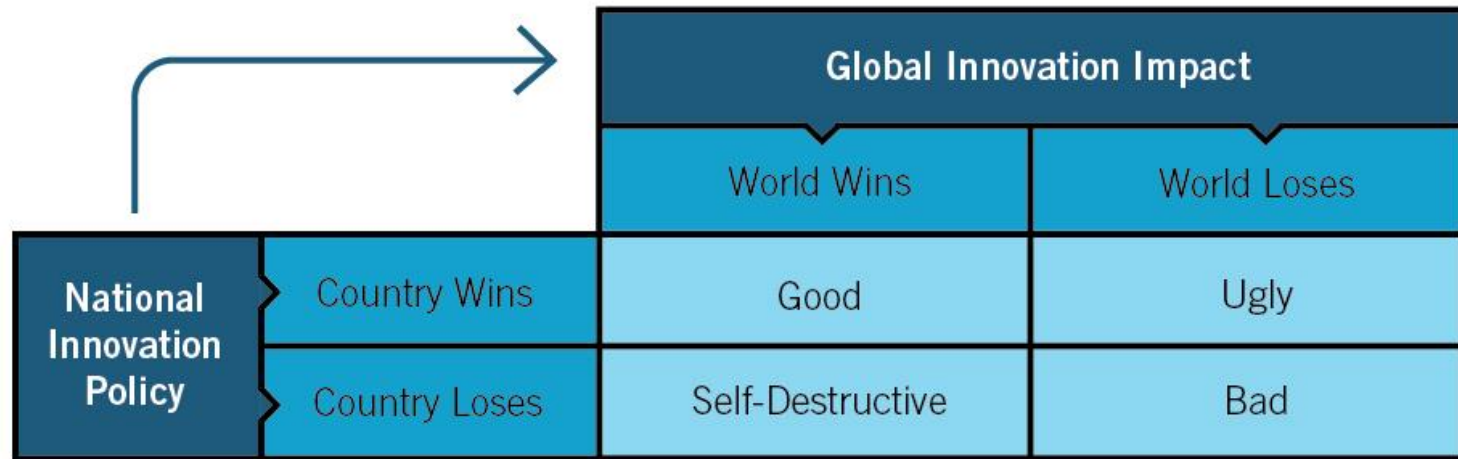 Global Innovation Impact
World Wins
World Loses
National
Innovation
Policy
Country Wins
Good
Ugly
Country Loses
Self-Destructive
Bad